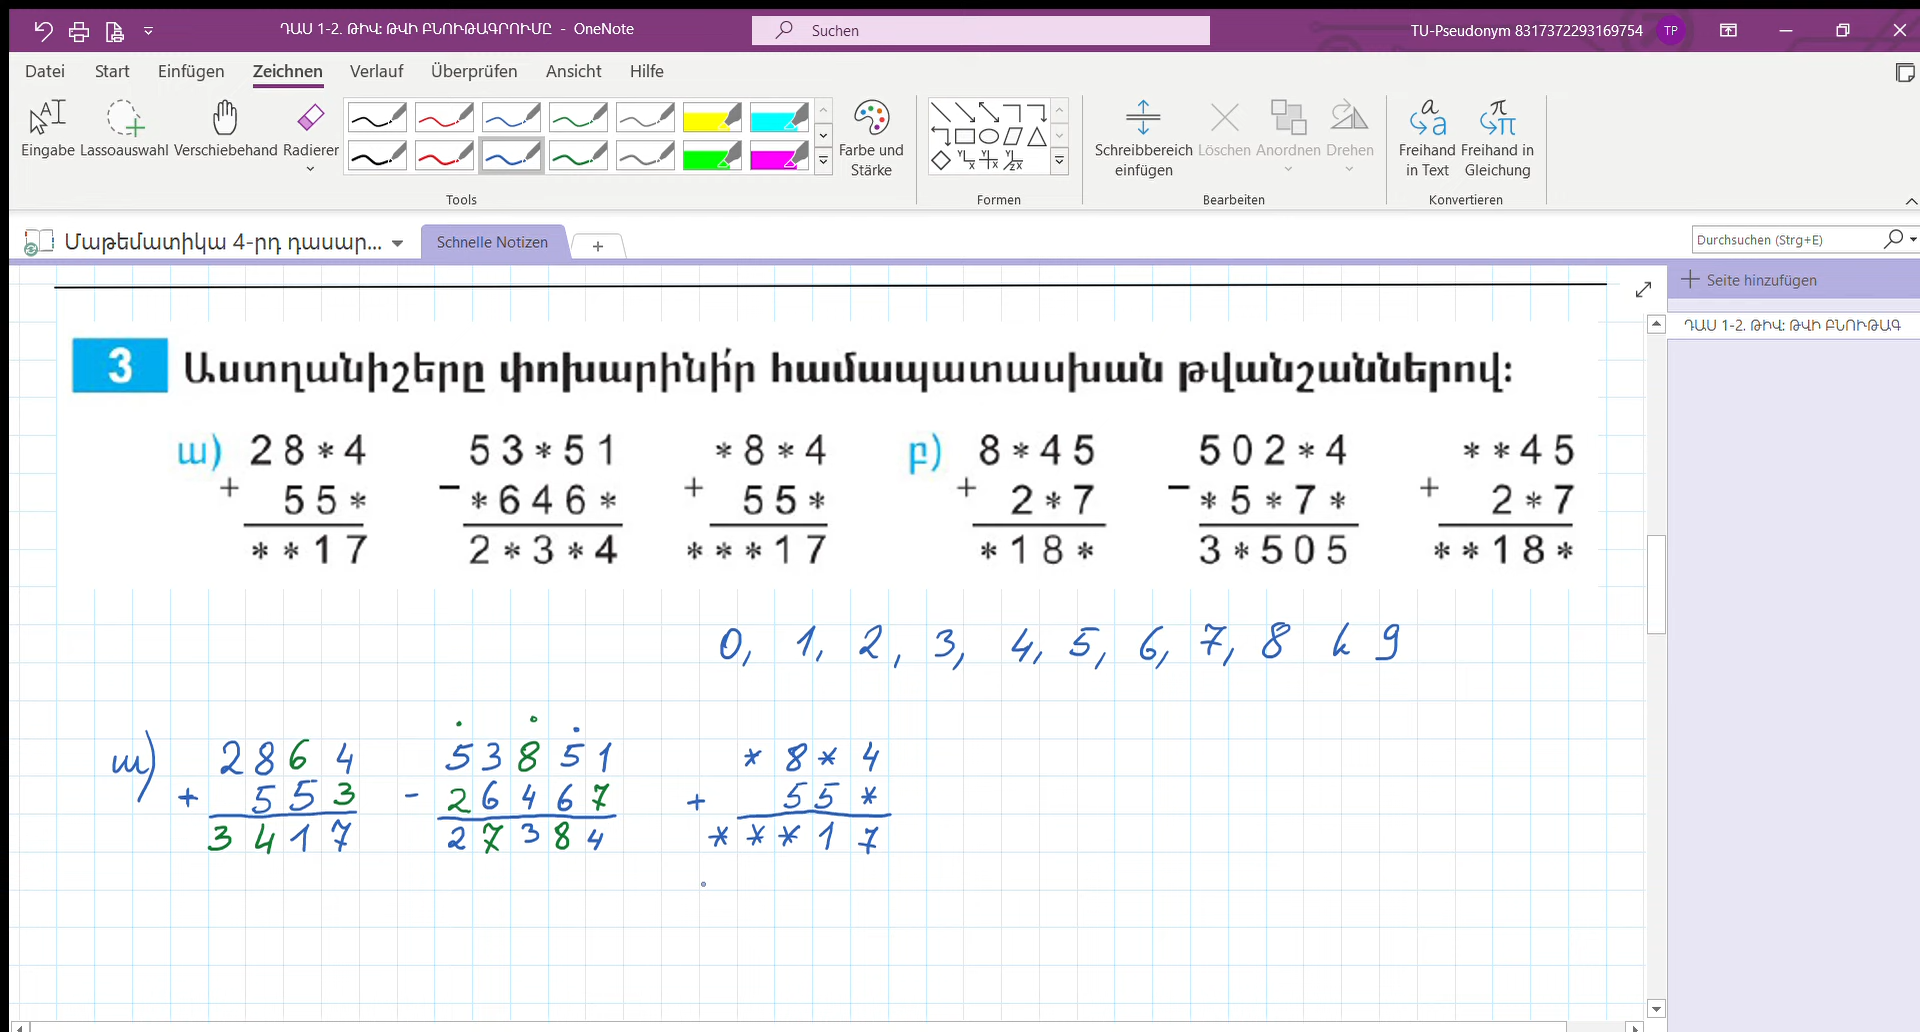 ԴԱՍ 1-2. ԹԻՎ: ԹՎԻ ԲՆՈՒԹԱԳՐՈՒՄԸ - OneNote
Suchen
TU-Pseudonym 8317372293169754 TP
Datei Start Einfügen Zeichnen Verlauf Überprüfen Ansicht Hilfe
Eingabe Lassoauswahl Verschiebehand Radierer Farbe und Stärke Schreibbereich einfügen Löschen Anordnen Drehen Freihand in Text Freihand in Gleichung
Tools Formen Bearbeiten Konvertieren
Մաթեմատիկա 4-րդ դասար... Schnelle Notizen + Durchsuchen (Strg+E)
Seite hinzufügen
ԴԱՍ 1-2. ԹԻՎ: ԹՎԻ ԲՆՈՒԹԱԳ
3 Աստղանիշերը փոխարինի՛ր համապատասխան թվանշաններով:
ա) 28*4 53*51 *8*4 բ) 8*45 502*4 **45
+ 55* - *646* + 55* + 2*7 - *5*7* + 2*7
**17 2*3*4 ***17 *18* 3*505 **18*
0, 1, 2, 3, 4, 5, 6, 7, 8 և 9
ա) 2864 53851 *8*4
+ 553 - 26467 + 55*
3417 27384 ***17